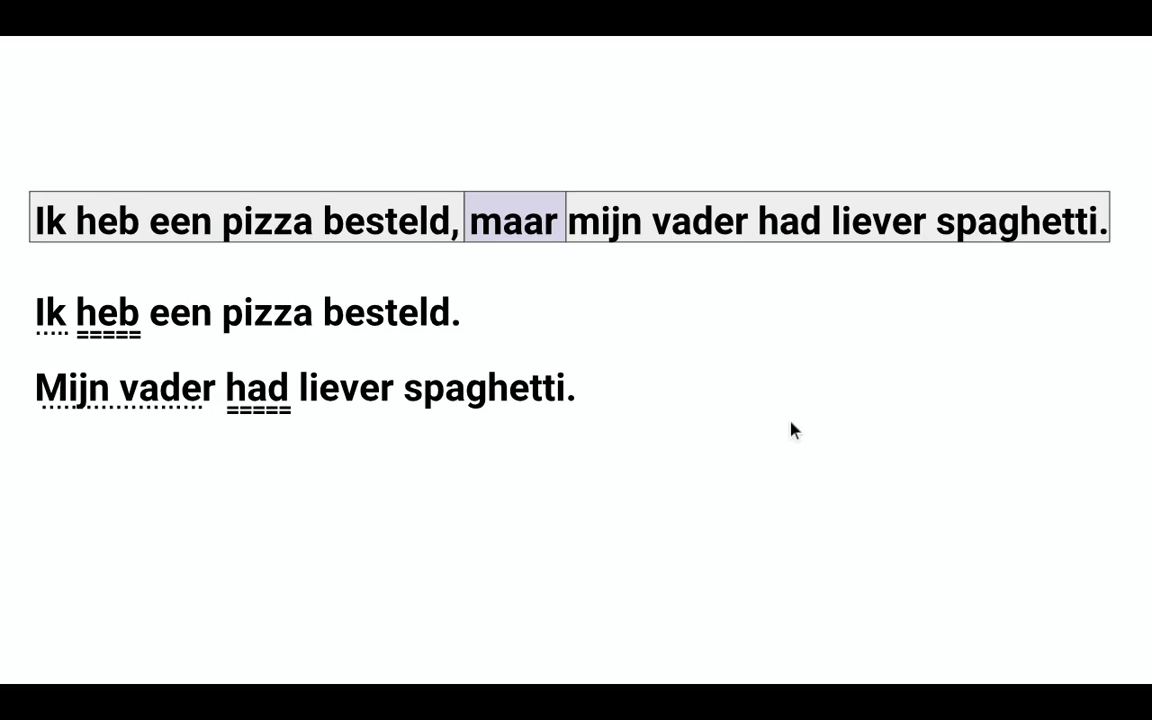 Ik heb een pizza besteld, maar mijn vader had liever spaghetti.
Ik heb een pizza besteld.
Mijn vader had liever spaghetti.